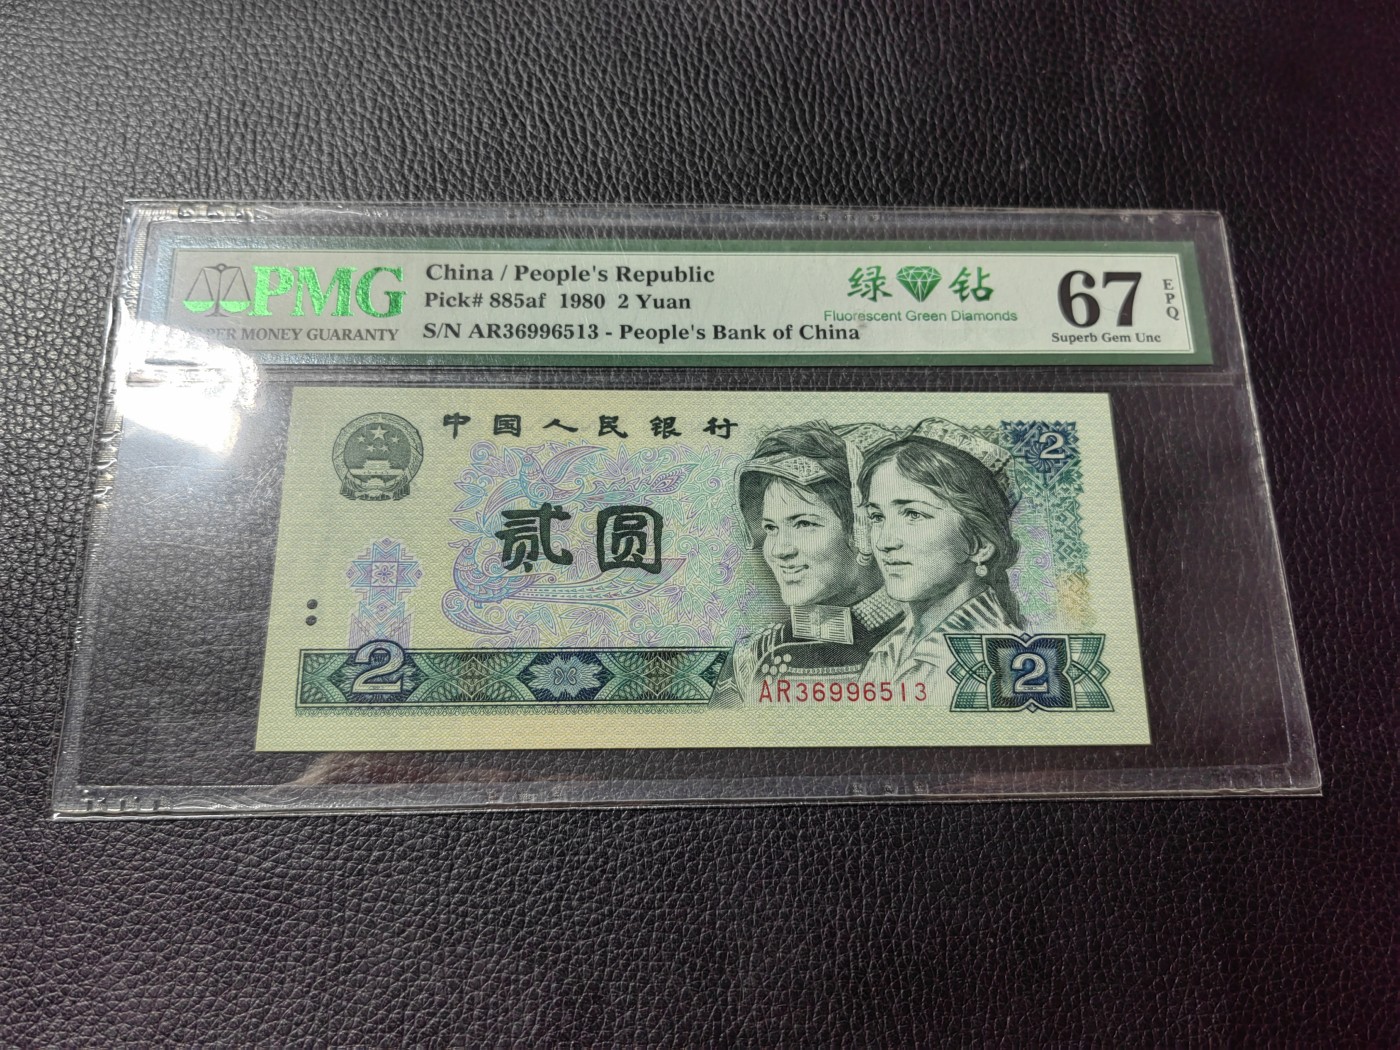 PMG
PAPER MONEY GUARANTY
China / People's Republic
Pick# 885af 1980 2 Yuan
S/N AR36996513 - People's Bank of China
绿 钻
Fluorescent Green Diamonds
67
EPQ
Superb Gem Unc
中国人民银行
2
贰圆
2
AR36996513
2